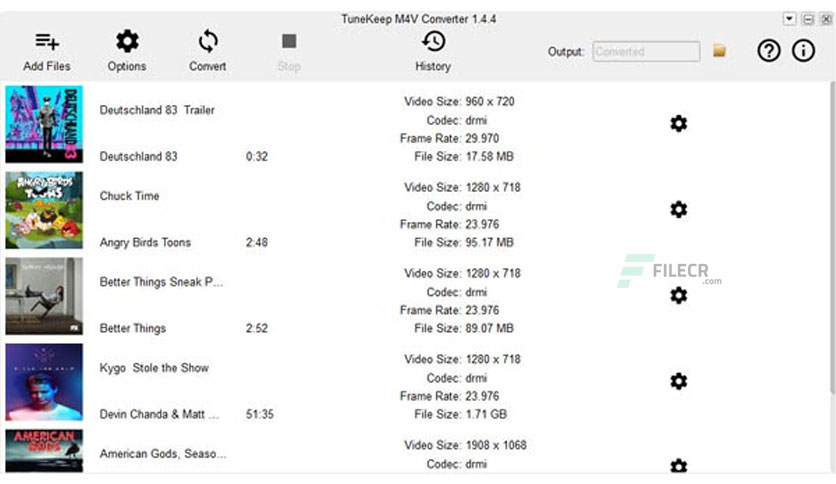 TuneKeep M4V Converter 1.4.4
Add Files
Options
Convert
Stop
History
Output: Converted
DEUTSCHLAND 83
Deutschland 83 Trailer
Deutschland 83 0:32
Video Size: 960 x 720
Codec: drmi
Frame Rate: 29.970
File Size: 17.58 MB
ANGRY BIRDS
TOONS
Chuck Time
Angry Birds Toons 2:48
Video Size: 1280 x 718
Codec: drmi
Frame Rate: 23.976
File Size: 95.17 MB
Better Things Sneak P...
Better Things 2:52
Video Size: 1280 x 718
Codec: drmi
Frame Rate: 23.976
File Size: 89.07 MB
FILECR
.com
Kygo Stole the Show
Devin Chanda & Matt ... 51:35
Video Size: 1280 x 718
Codec: drmi
Frame Rate: 23.976
File Size: 1.71 GB
AMERICAN
GODS
American Gods, Seaso...
Video Size: 1908 x 1068
Codec: drmi